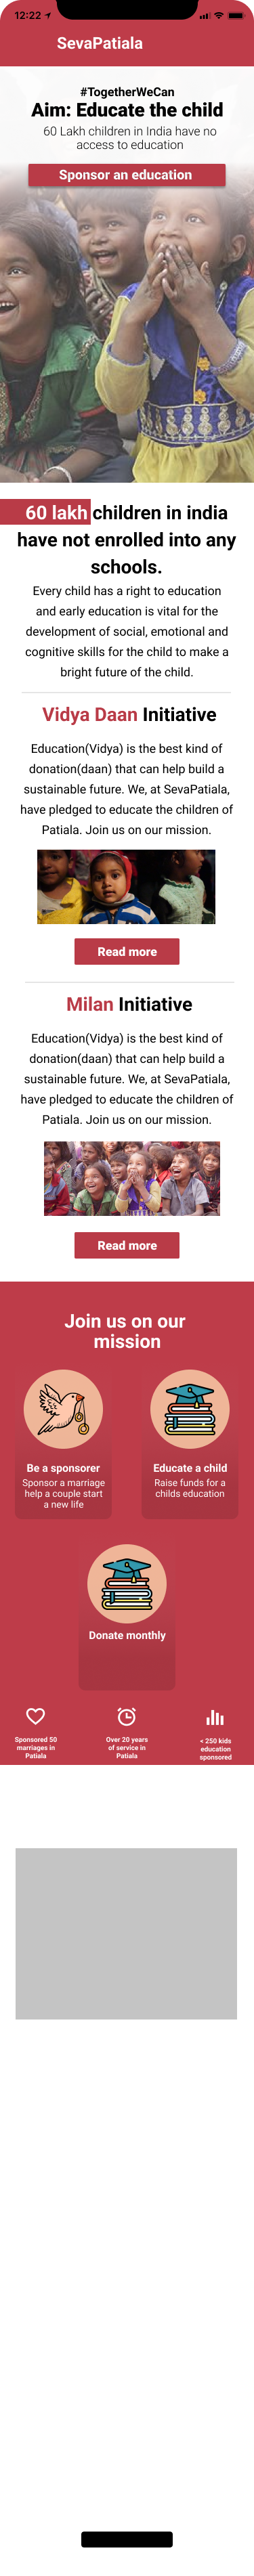 12:22
SevaPatiala
#TogetherWeCan
Aim: Educate the child
60 Lakh children in India have no
access to education
Sponsor an education
60 lakh children in india
have not enrolled into any
schools.
Every child has a right to education
and early education is vital for the
development of social, emotional and
cognitive skills for the child to make a
bright future of the child.
Vidya Daan Initiative
Education(Vidya) is the best kind of
donation(daan) that can help build a
sustainable future. We, at SevaPatiala,
have pledged to educate the children of
Patiala. Join us on our mission.
Read more
Milan Initiative
Education(Vidya) is the best kind of
donation(daan) that can help build a
sustainable future. We, at SevaPatiala,
have pledged to educate the children of
Patiala. Join us on our mission.
Read more
Join us on our
mission
Be a sponsorer
Sponsor a marriage
help a couple start
a new life
Educate a child
Raise funds for a
childs education
Donate monthly
Sponsored 50
marriages in
Patiala
Over 20 years
of service in
Patiala
< 250 kids
education
sponsored